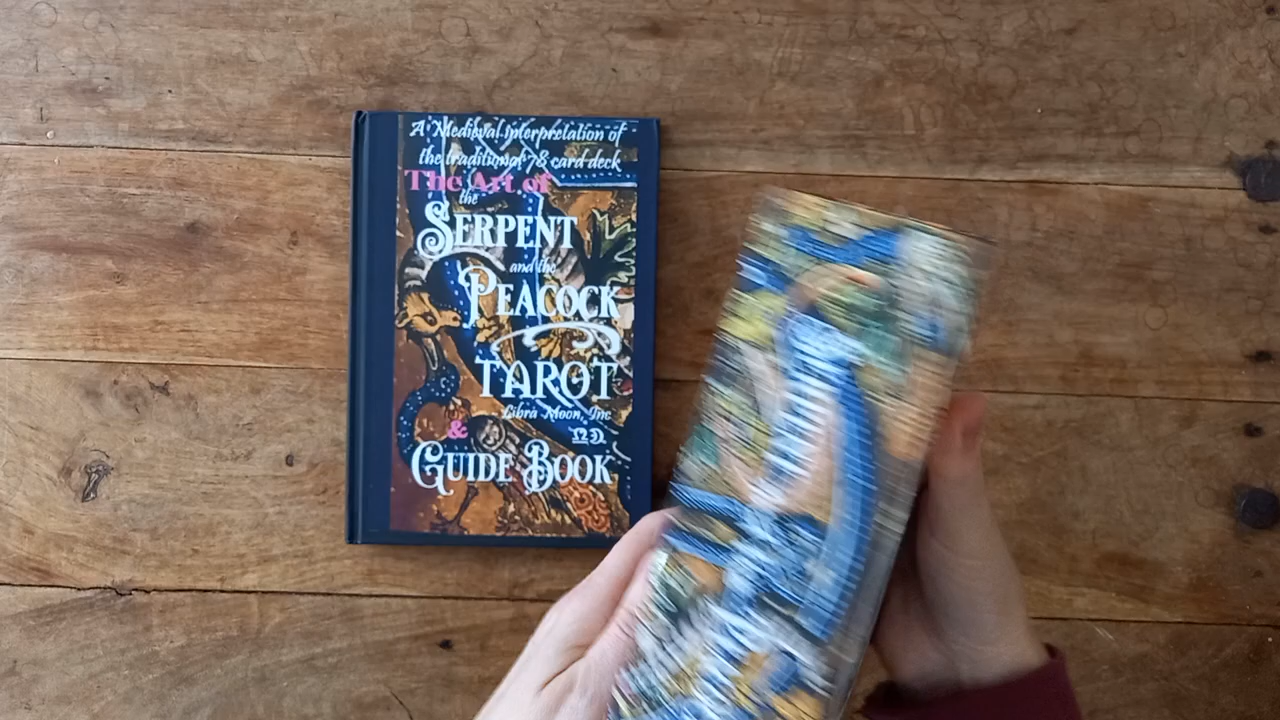 A Medieval interpretation of
the traditional 78 card deck
The Art of
the
SERPENT
and the
PEACOCK
TAROT
Libra Moon, Inc
&
GUIDE BOOK